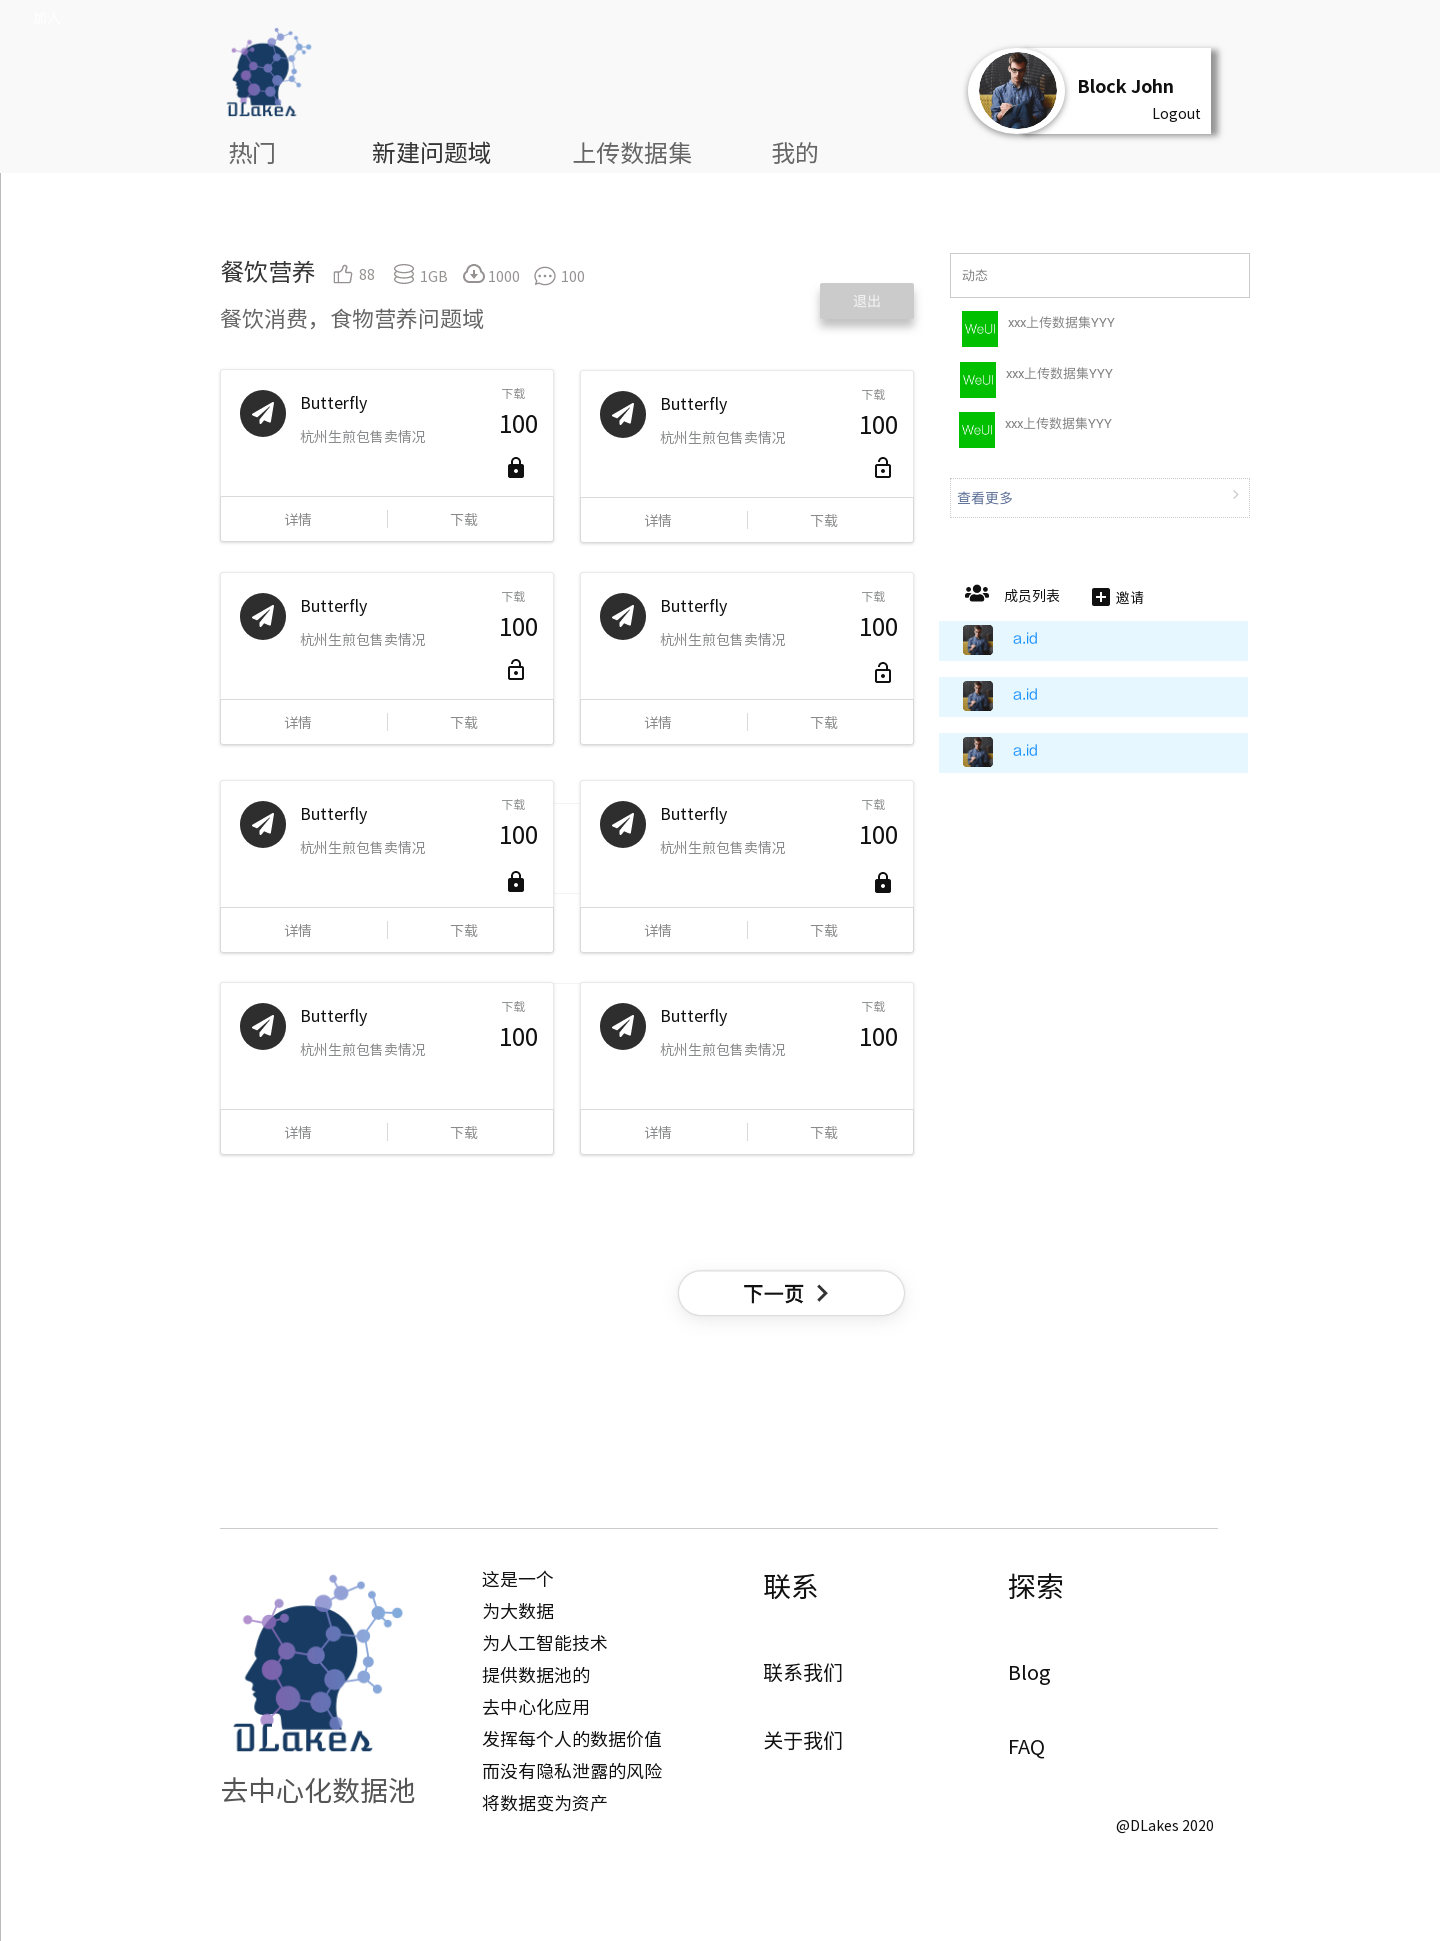 加入
DLakes
Block John
Logout
热门 新建问题域 上传数据集 我的
餐饮营养 88 1GB 1000 100
餐饮消费，食物营养问题域
退出
动态
WeUI xxx上传数据集YYY
WeUI xxx上传数据集YYY
WeUI xxx上传数据集YYY
查看更多
成员列表 邀请
a.id
a.id
a.id
Butterfly 下载
杭州生煎包售卖情况 100
详情 下载
Butterfly 下载
杭州生煎包售卖情况 100
详情 下载
Butterfly 下载
杭州生煎包售卖情况 100
详情 下载
Butterfly 下载
杭州生煎包售卖情况 100
详情 下载
Butterfly 下载
杭州生煎包售卖情况 100
详情 下载
Butterfly 下载
杭州生煎包售卖情况 100
详情 下载
Butterfly 下载
杭州生煎包售卖情况 100
详情 下载
Butterfly 下载
杭州生煎包售卖情况 100
详情 下载
下一页
DLakes
去中心化数据池
这是一个
为大数据
为人工智能技术
提供数据池的
去中心化应用
发挥每个人的数据价值
而没有隐私泄露的风险
将数据变为资产
联系
联系我们
关于我们
探索
Blog
FAQ
@DLakes 2020